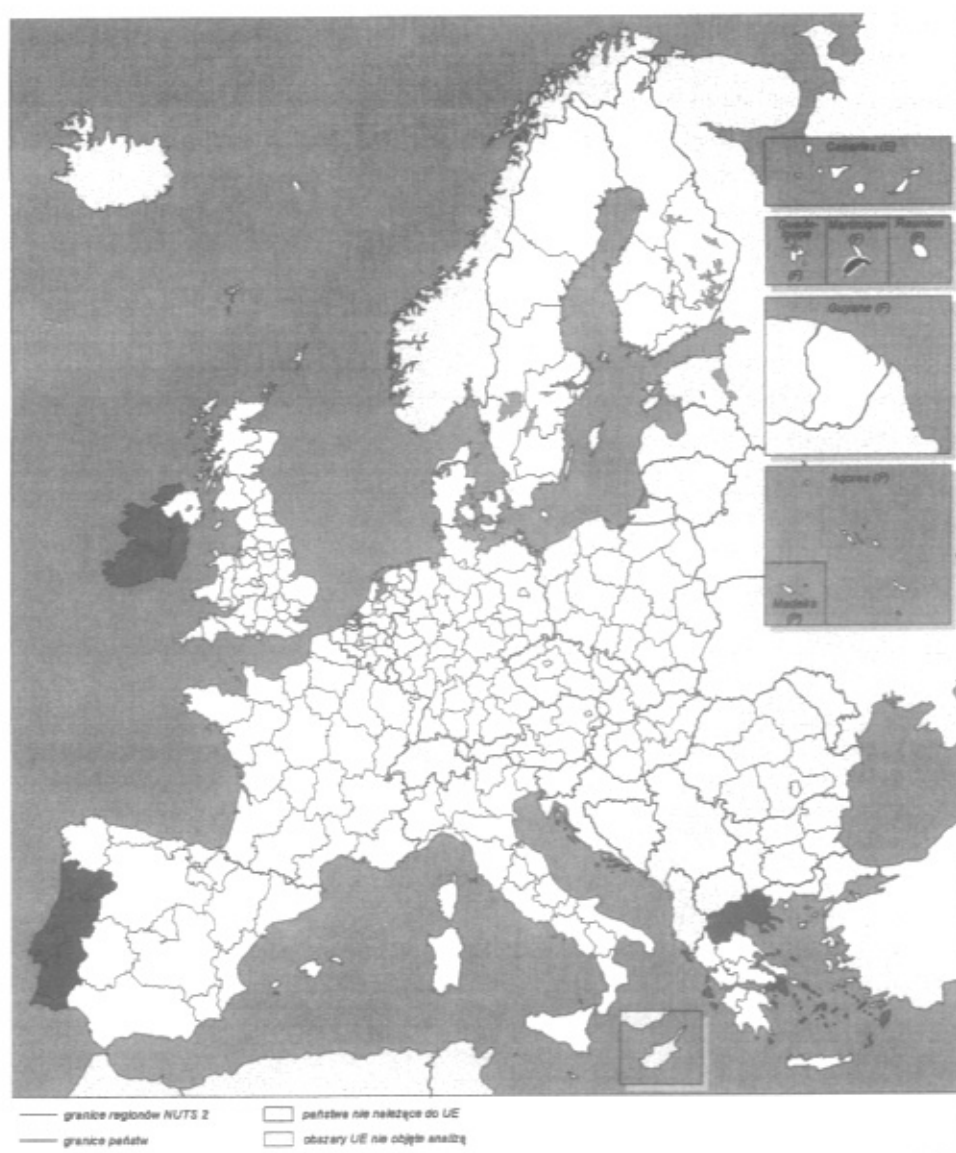 Canarias (E)
Martinique
(F)
Réunion
(F)
(F)
Guyane (F)
Açores (P)
Madeira
(P)
granice regionów NUTS 2
państwa nie należące do UE
granice państw
obszary UE nie objęte analizą